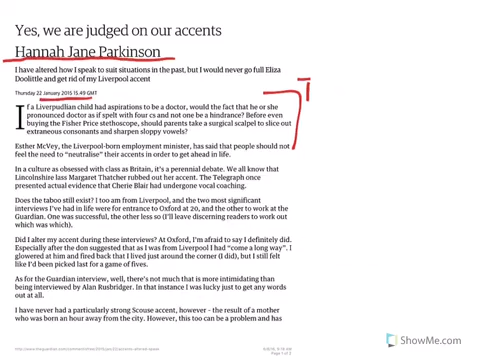 Yes, we are judged on our accents
Hannah Jane Parkinson
I have altered how I speak to suit situations in the past, but I would never go full Eliza
Doolittle and get rid of my Liverpool accent
Thursday 22 January 2015 15.49 GMT
If a Liverpudlian child had aspirations to be a doctor, would the fact that he or she
pronounced doctor as if spelt with four cs and not one be a hindrance? Before even
buying the Fisher Price stethoscope, should parents take a surgical scalpel to slice out
extraneous consonants and sharpen sloppy vowels?
Esther McVey, the Liverpool-born employment minister, has said that people should not
feel the need to “neutralise” their accents in order to get ahead in life.
In a culture as obsessed with class as Britain, it's a perennial debate. We all know that
Lincolnshire lass Margaret Thatcher rubbed out her accent. The Telegraph once
presented actual evidence that Cherie Blair had undergone vocal coaching.
Does the taboo still exist? I too am from Liverpool, and the two most significant
interviews I've had in life were for entrance to Oxford at 20, and the other to work at the
Guardian. One was successful, the other less so (I'll leave discerning readers to work out
which was which).
Did I alter my accent during these interviews? At Oxford, I'm afraid to say I definitely did.
Especially after the don suggested that as I was from Liverpool I had “come a long way”. I
glowered at him and fired back that I lived just around the corner (I did), but I still felt
like I'd been picked last for a game of fives.
As for the Guardian interview, well, there's not much that is more intimidating than
being interviewed by Alan Rusbridger. In that instance I was lucky just to get any words
out at all.
I have never had a particularly strong Scouse accent, however – the result of a mother
who was born an hour away from the city. However, this too can be a problem and has
Page 1 of 2
ShowMe.com